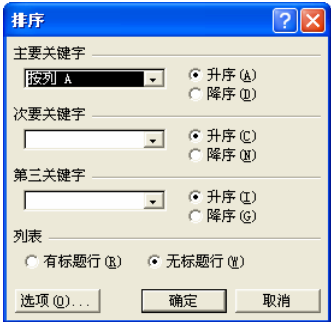 排序
主要关键字
按列 A
升序(A)
降序(D)
次要关键字
升序(C)
降序(N)
第三关键字
升序(I)
降序(G)
列表
有标题行(R) 无标题行(W)
选项(O)... 确定 取消